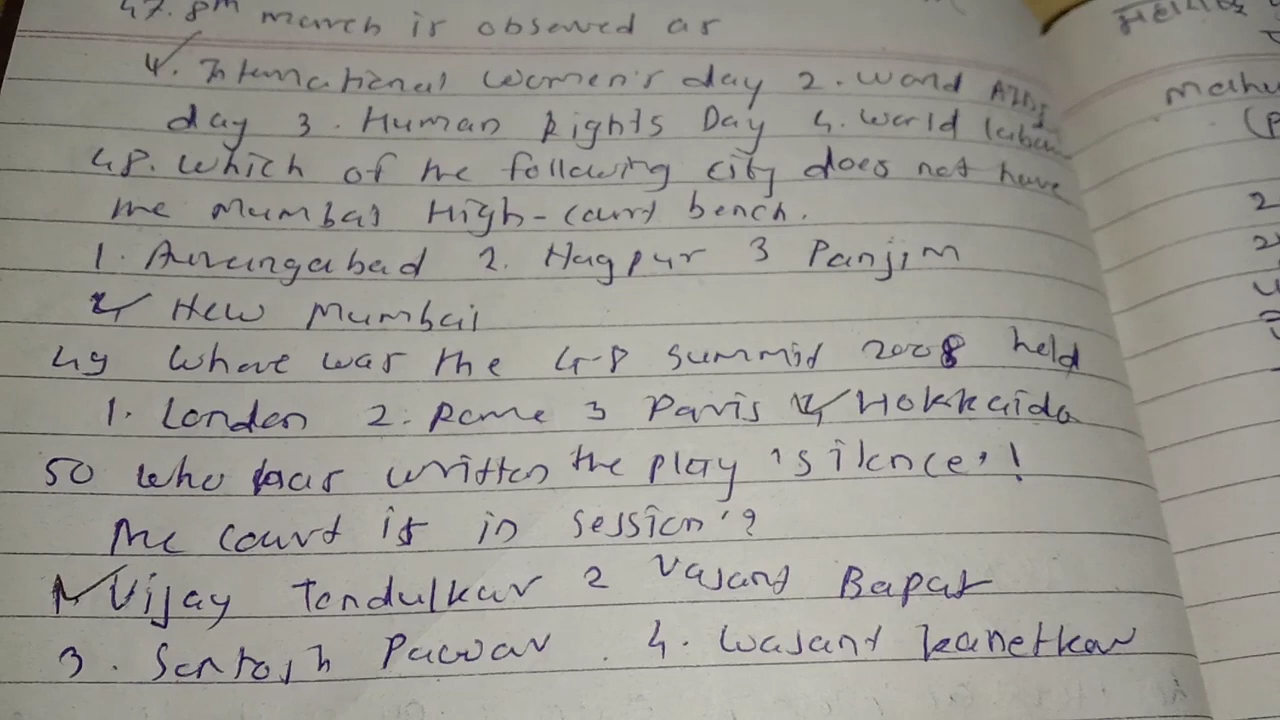 47. 8th march is observed as
1. International women's day 2. World AIDS
day 3. Human Rights Day 4. World labour
48. which of the following city does not have
the Mumbai High-court bench.
1. Aurangabad 2. Nagpur 3 Panjim
4 New Mumbai
49 Where was the G-8 summit 2008 held
1. London 2. Rome 3 Paris 4 Hokkaido
50 who has written the play 'silence'!
The court is in session'?
1 Vijay Tendulkar 2 Vasant Bapat
3. Santosh Pawar. 4. Wasant kanetkar